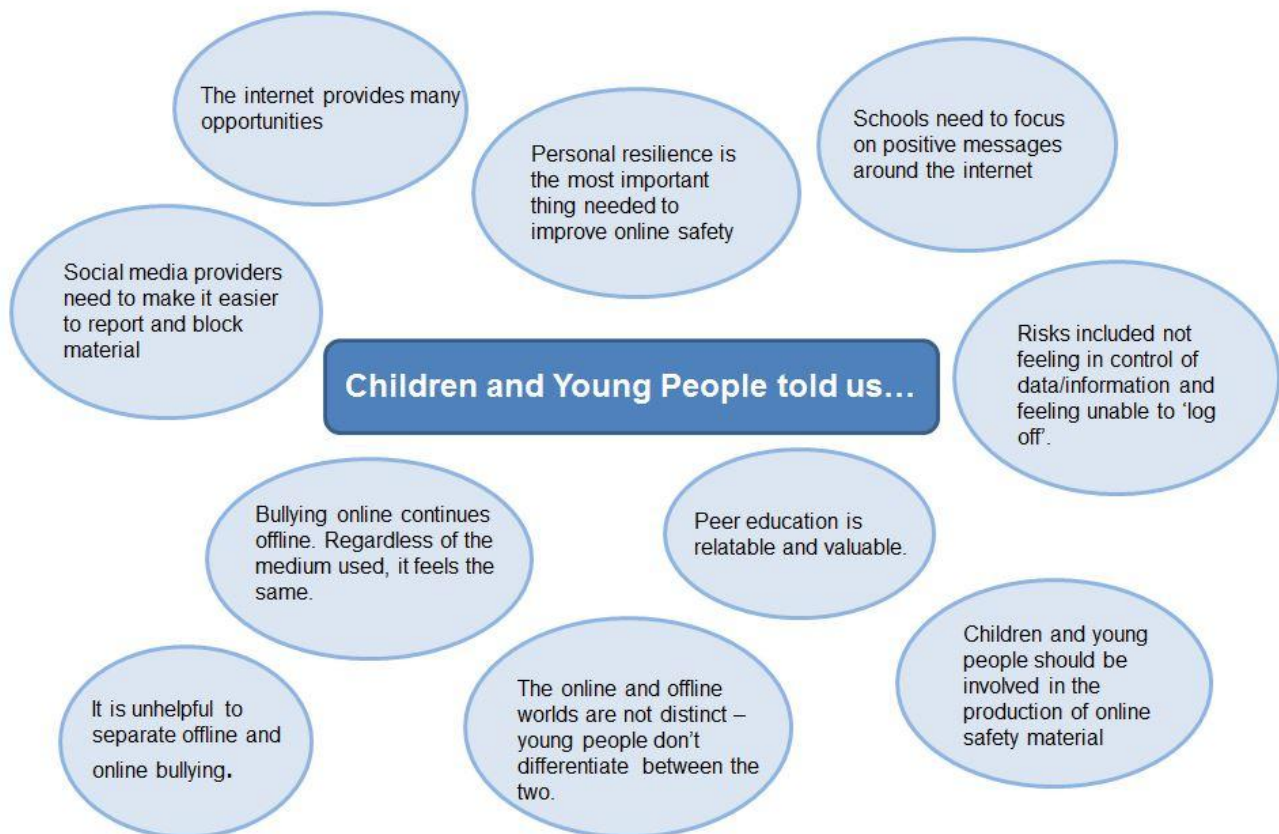 The internet provides many
opportunities
Personal resilience is
the most important
thing needed to
improve online safety
Schools need to focus
on positive messages
around the internet
Social media providers
need to make it easier
to report and block
material
Children and Young People told us…
Risks included not
feeling in control of
data/information and
feeling unable to ‘log
off’.
Bullying online continues
offline. Regardless of the
medium used, it feels the
same.
Peer education is
relatable and valuable.
It is unhelpful to
separate offline and
online bullying.
The online and offline
worlds are not distinct –
young people don’t
differentiate between the
two.
Children and young
people should be
involved in the
production of online
safety material